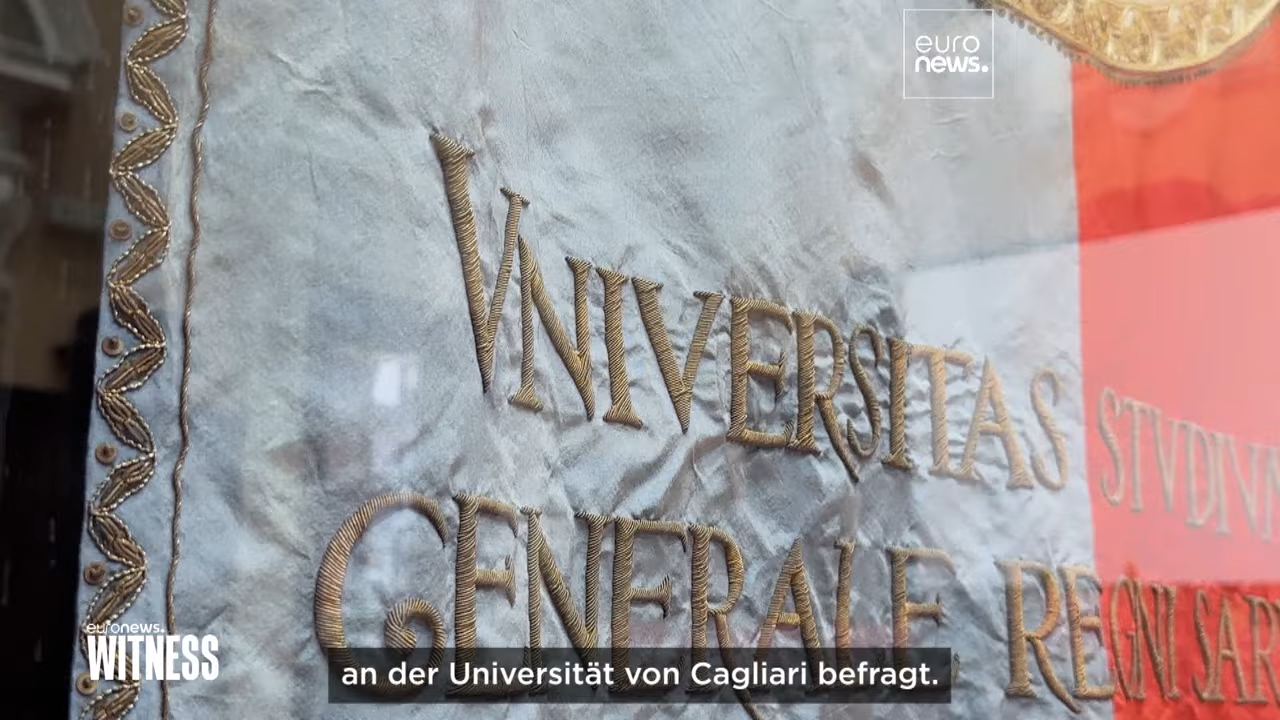 euro
news.
VNIVERSITAS STVDIVM
GENERALE REGNI SAR
euronews.
WITNESS
an der Universität von Cagliari befragt.